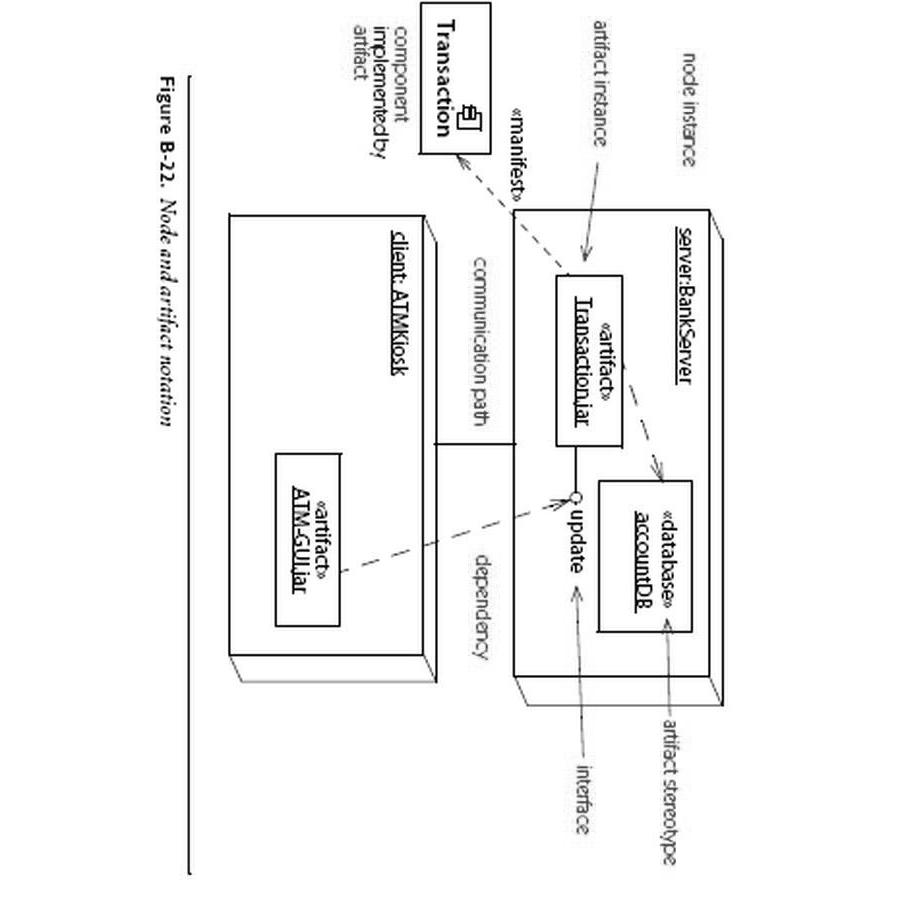 node instance
server:BankServer
artifact stereotype
«database»
accountDB
artifact instance
«artifact»
Transaction.jar
update
interface
«manifest»
Transaction
component
implemented by
artifact
communication path
dependency
client: ATMKiosk
«artifact»
ATM-GUI.jar
Figure B-22. Node and artifact notation